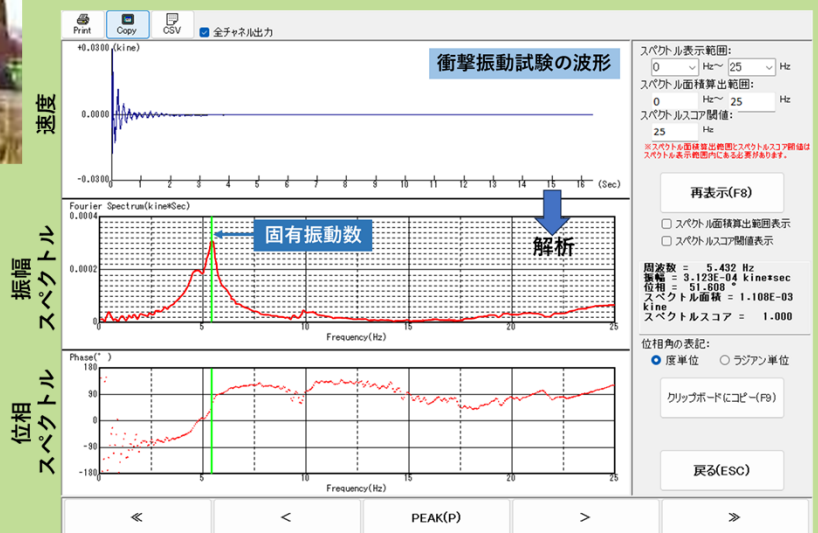 Print
Copy
CSV
全チャネル出力
+0.0300 (kine)
衝撃振動試験の波形
速度
0.0000
-0.0300
0 1 2 3 4 5 6 7 8 9 10 11 12 13 14 15 16 (Sec)
Fourier Spectrum(kine*Sec)
0.0004
固有振動数
解析
振幅
スペクトル
0.0002
0
0 5 10 15 20 25
Frequency(Hz)
Phase(°)
180
90
位相
スペクトル
0
-90
-180
0 5 10 15 20 25
Frequency(Hz)
≪
<
PEAK(P)
>
≫
スペクトル表示範囲:
0 Hz～ 25 Hz
スペクトル面積算出範囲:
0 Hz～ 25 Hz
スペクトルスコア閾値:
25 Hz
※スペクトル面積算出範囲とスペクトルスコア閾値は
スペクトル表示範囲内にある必要があります。
再表示(F8)
スペクトル面積算出範囲表示
スペクトルスコア閾値表示
周波数 = 5.432 Hz
振幅 = 3.123E-04 kine*sec
位相 = 51.608 °
スペクトル面積 = 1.108E-03
kine
スペクトルスコア = 1.000
位相角の表記:
度単位 ラジアン単位
クリップボードにコピー(F9)
戻る(ESC)